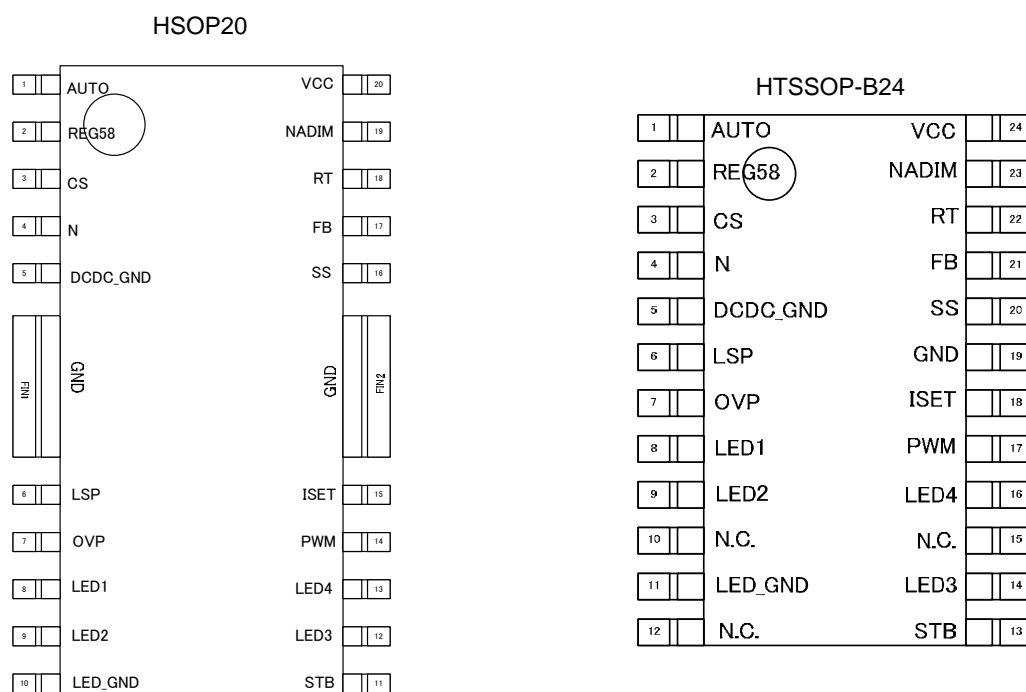 HSOP20
1 AUTO VCC 20
2 REG58 NADIM 19
3 CS RT 18
4 N FB 17
5 DCDC_GND SS 16
FIN1 GND GND FIN2
6 LSP ISET 15
7 OVP PWM 14
8 LED1 LED4 13
9 LED2 LED3 12
10 LED_GND STB 11
HTSSOP-B24
1 AUTO VCC 24
2 REG58 NADIM 23
3 CS RT 22
4 N FB 21
5 DCDC_GND SS 20
6 LSP GND 19
7 OVP ISET 18
8 LED1 PWM 17
9 LED2 LED4 16
10 N.C. N.C. 15
11 LED_GND LED3 14
12 N.C. STB 13